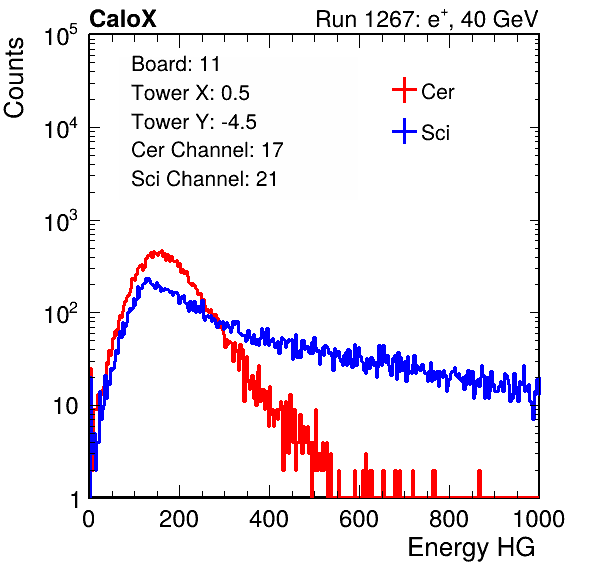 CaloX Run 1267: e⁺, 40 GeV
Counts
Board: 11
Tower X: 0.5
Tower Y: -4.5
Cer Channel: 17
Sci Channel: 21
Cer
Sci
10⁵
10⁴
10³
10²
10
1
0 200 400 600 800 1000
Energy HG